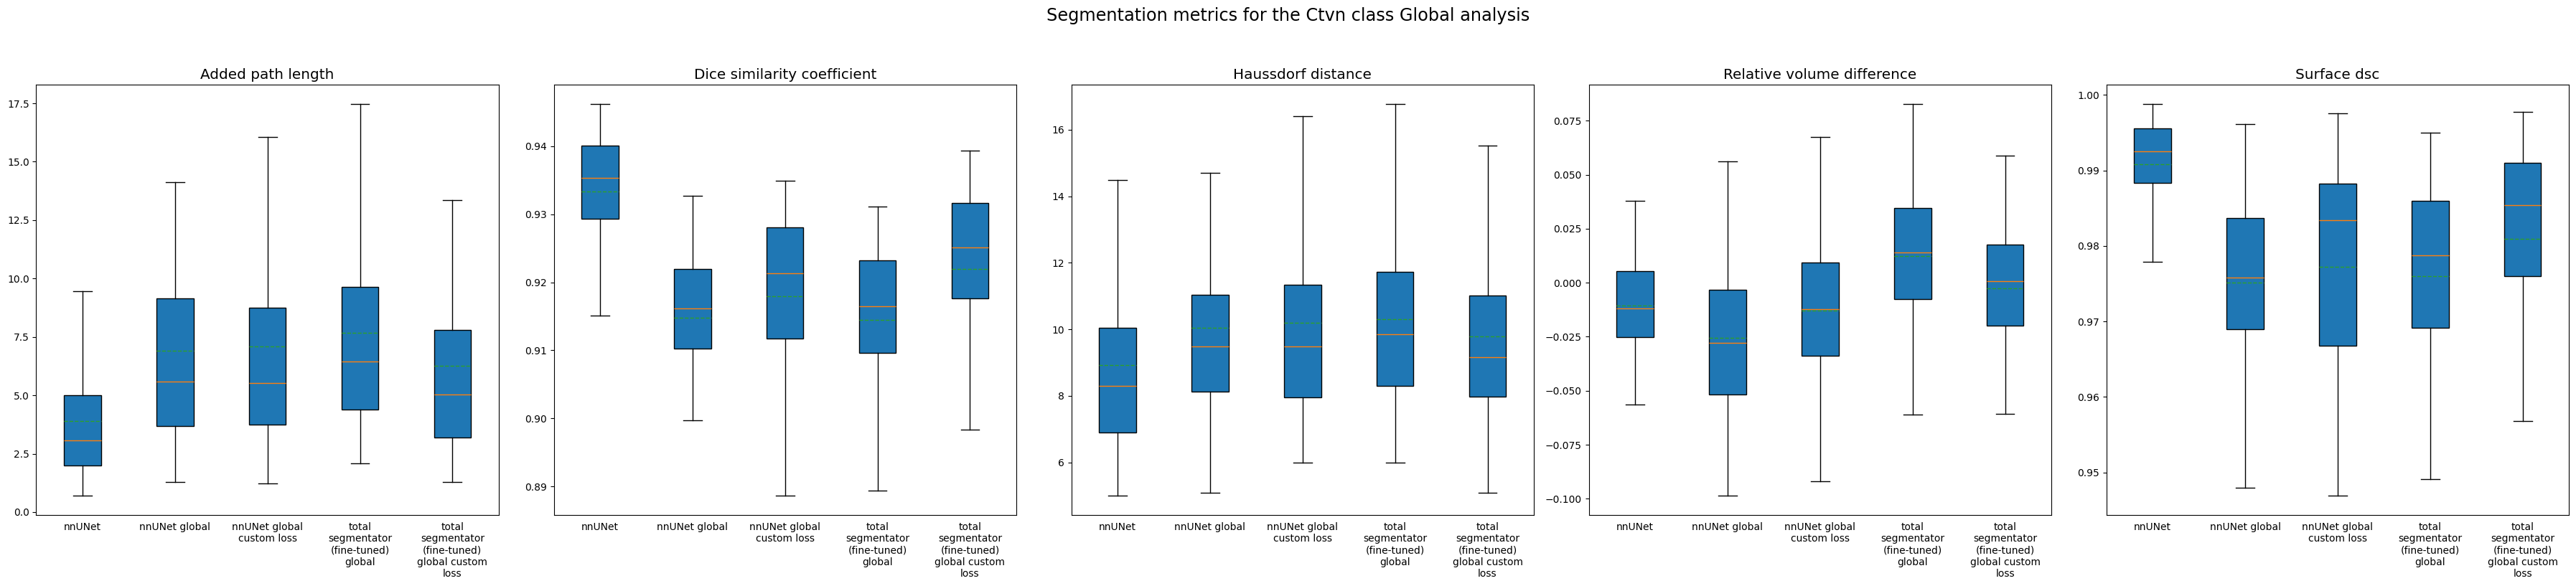 Segmentation metrics for the Ctvn class Global analysis
Added path length
17.5
15.0
12.5
10.0
7.5
5.0
2.5
0.0
nnUNet
nnUNet global
nnUNet global
custom loss
total
segmentator
(fine-tuned)
global
total
segmentator
(fine-tuned)
global custom
loss
Dice similarity coefficient
0.94
0.93
0.92
0.91
0.90
0.89
nnUNet
nnUNet global
nnUNet global
custom loss
total
segmentator
(fine-tuned)
global
total
segmentator
(fine-tuned)
global custom
loss
Haussdorf distance
16
14
12
10
8
6
nnUNet
nnUNet global
nnUNet global
custom loss
total
segmentator
(fine-tuned)
global
total
segmentator
(fine-tuned)
global custom
loss
Relative volume difference
0.075
0.050
0.025
0.000
−0.025
−0.050
−0.075
−0.100
nnUNet
nnUNet global
nnUNet global
custom loss
total
segmentator
(fine-tuned)
global
total
segmentator
(fine-tuned)
global custom
loss
Surface dsc
1.00
0.99
0.98
0.97
0.96
0.95
nnUNet
nnUNet global
nnUNet global
custom loss
total
segmentator
(fine-tuned)
global
total
segmentator
(fine-tuned)
global custom
loss